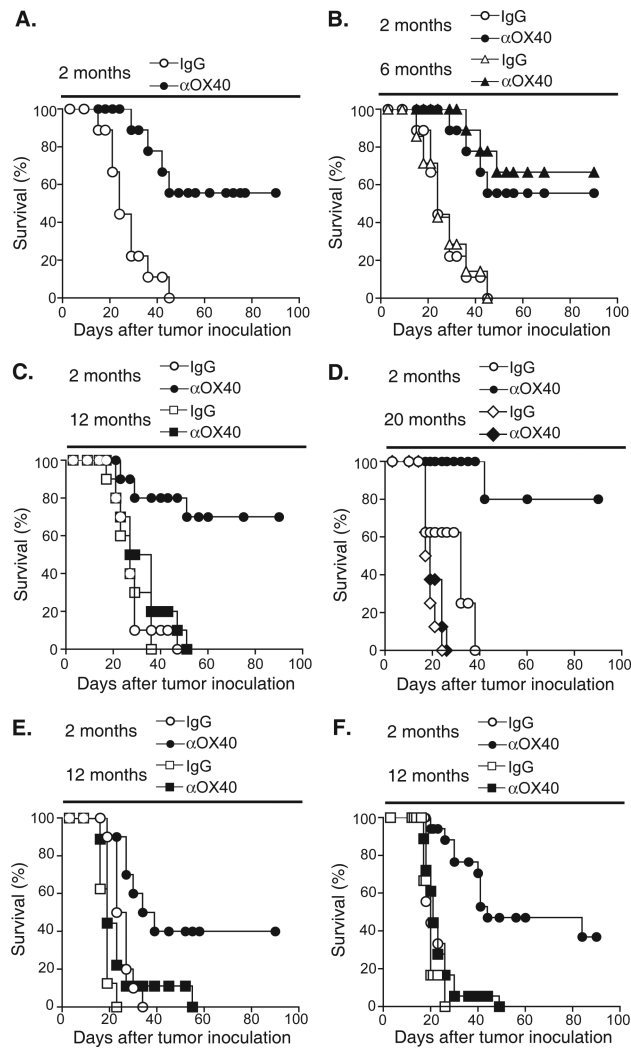 A.
2 months
IgG
αOX40
Survival (%)
100
80
60
40
20
0
0 20 40 60 80 100
Days after tumor inoculation
B.
2 months
IgG
αOX40
6 months
IgG
αOX40
Survival (%)
100
80
60
40
20
0
0 20 40 60 80 100
Days after tumor inoculation
C.
2 months
IgG
αOX40
12 months
IgG
αOX40
Survival (%)
100
80
60
40
20
0
0 20 40 60 80 100
Days after tumor inoculation
D.
2 months
IgG
αOX40
20 months
IgG
αOX40
Survival (%)
100
80
60
40
20
0
0 20 40 60 80 100
Days after tumor inoculation
E.
2 months
IgG
αOX40
12 months
IgG
αOX40
Survival (%)
100
80
60
40
20
0
0 20 40 60 80 100
Days after tumor inoculation
F.
2 months
IgG
αOX40
12 months
IgG
αOX40
Survival (%)
100
80
60
40
20
0
0 20 40 60 80 100
Days after tumor inoculation